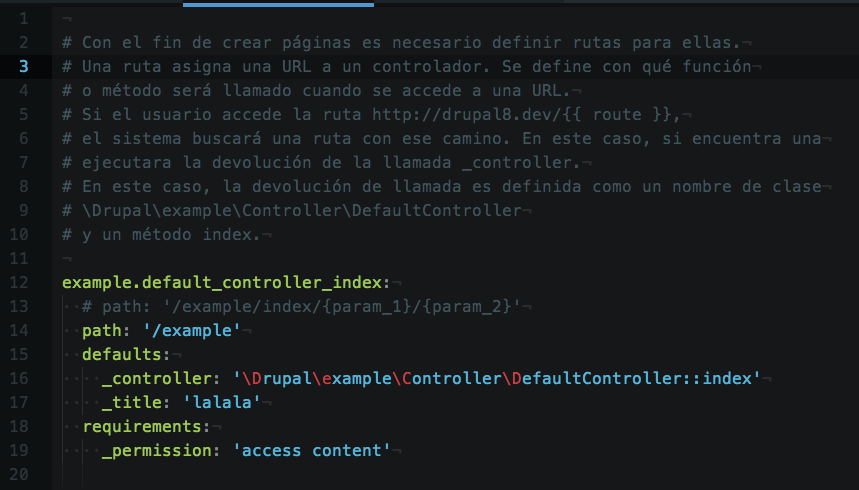 1
2 # Con el fin de crear páginas es necesario definir rutas para ellas.
3 # Una ruta asigna una URL a un controlador. Se define con qué función
4 # o método será llamado cuando se accede a una URL.
5 # Si el usuario accede la ruta http://drupal8.dev/{{ route }},
6 # el sistema buscará una ruta con ese camino. En este caso, si encuentra una
7 # ejecutara la devolución de la llamada _controller.
8 # En este caso, la devolución de llamada es definida como un nombre de clase
9 # \Drupal\example\Controller\DefaultController
10 # y un método index.
11
12 example.default_controller_index:
13   # path: '/example/index/{param_1}/{param_2}'
14   path: '/example'
15   defaults:
16     _controller: '\Drupal\example\Controller\DefaultController::index'
17     _title: 'lalala'
18   requirements:
19     _permission: 'access content'
20